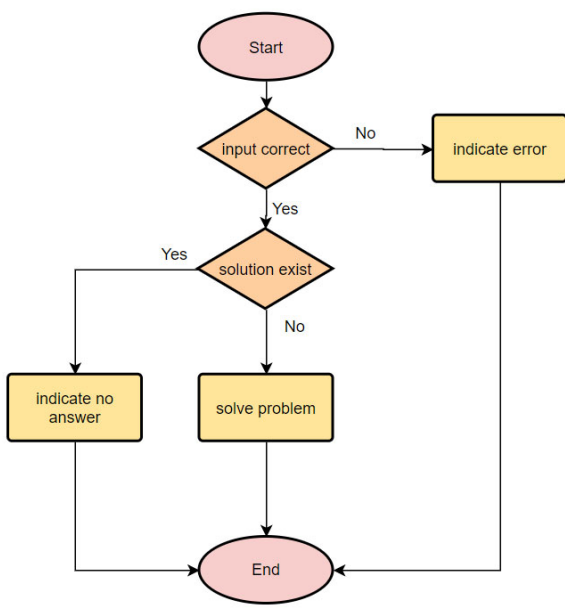 Start
input correct
No
indicate error
Yes
solution exist
Yes
No
indicate no
answer
solve problem
End